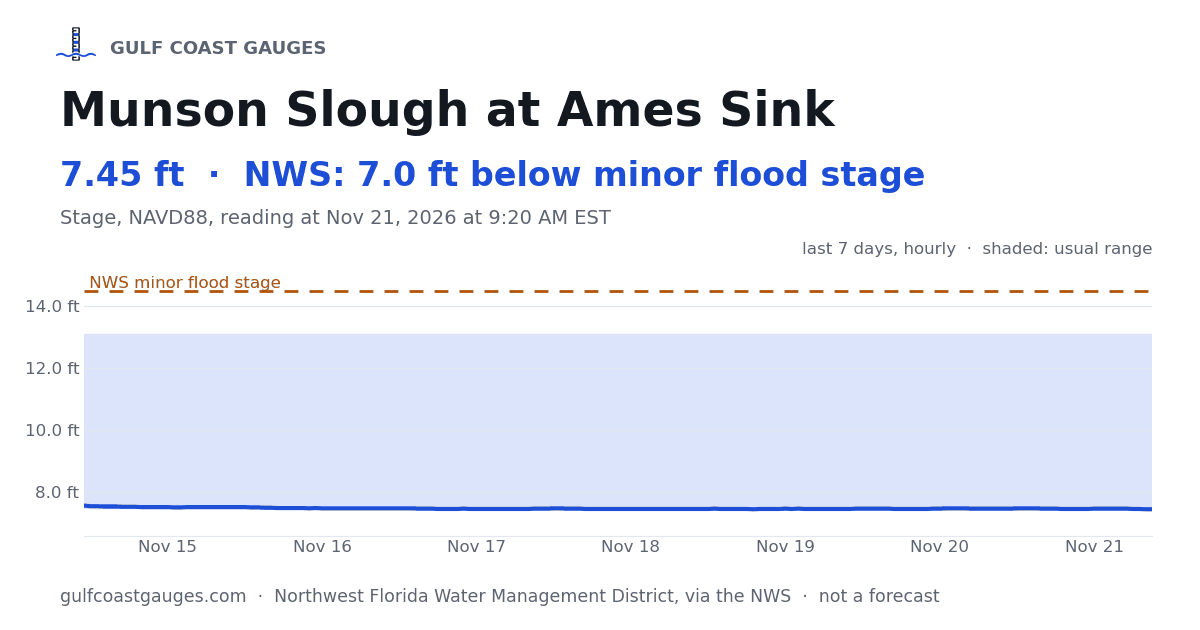 GULF COAST GAUGES
Munson Slough at Ames Sink
7.45 ft · NWS: 7.0 ft below minor flood stage
Stage, NAVD88, reading at Nov 21, 2026 at 9:20 AM EST
last 7 days, hourly · shaded: usual range
NWS minor flood stage
14.0 ft
12.0 ft
10.0 ft
8.0 ft
Nov 15 Nov 16 Nov 17 Nov 18 Nov 19 Nov 20 Nov 21
gulfcoastgauges.com · Northwest Florida Water Management District, via the NWS · not a forecast